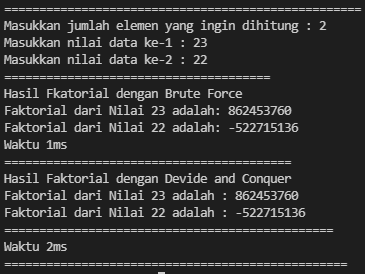 ===================================================
Masukkan jumlah elemen yang ingin dihitung : 2
Masukkan nilai data ke-1 : 23
Masukkan nilai data ke-2 : 22
======================================
Hasil Fkatorial dengan Brute Force
Faktorial dari Nilai 23 adalah: 862453760
Faktorial dari Nilai 22 adalah: -522715136
Waktu 1ms
=========================================
Hasil Faktorial dengan Devide and Conquer
Faktorial dari Nilai 23 adalah : 862453760
Faktorial dari Nilai 22 adalah : -522715136
===============================================
Waktu 2ms
=================================================